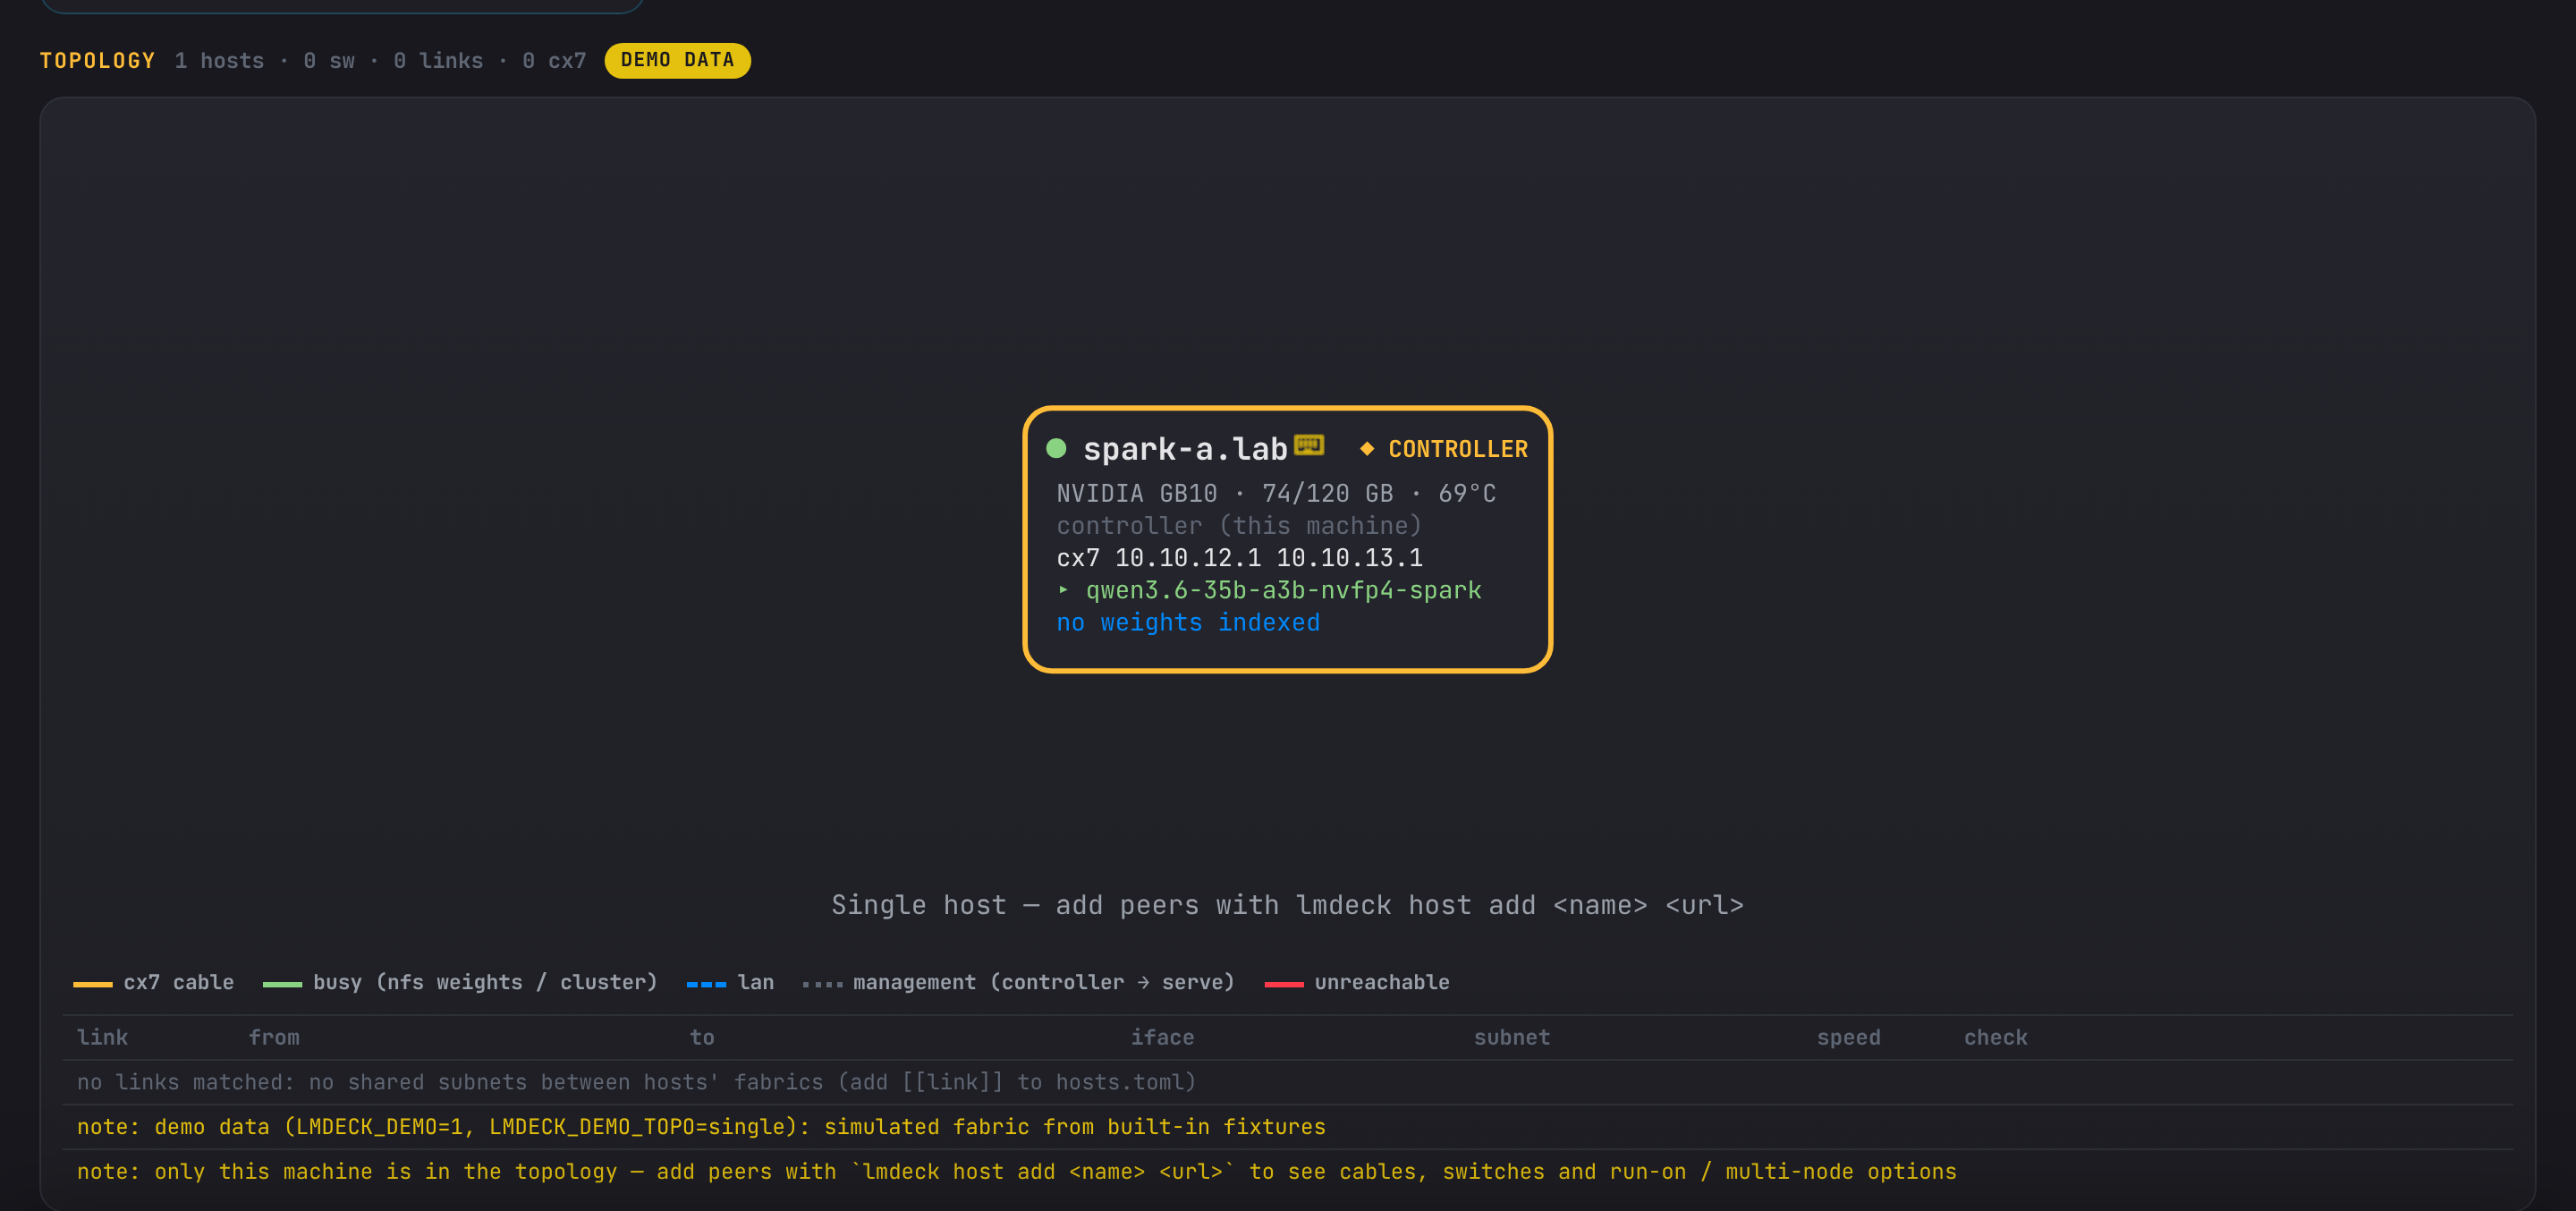 TOPOLOGY 1 hosts · 0 sw · 0 links · 0 cx7 DEMO DATA
spark-a.lab ◆ CONTROLLER
NVIDIA GB10 · 74/120 GB · 69°C
controller (this machine)
cx7 10.10.12.1 10.10.13.1
▸ qwen3.6-35b-a3b-nvfp4-spark
no weights indexed
Single host — add peers with lmdeck host add <name> <url>
cx7 cable busy (nfs weights / cluster) lan management (controller → serve) unreachable
link from to iface subnet speed check
no links matched: no shared subnets between hosts' fabrics (add [[link]] to hosts.toml)
note: demo data (LMDECK_DEMO=1, LMDECK_DEMO_TOPO=single): simulated fabric from built-in fixtures
note: only this machine is in the topology — add peers with `lmdeck host add <name> <url>` to see cables, switches and run-on / multi-node options